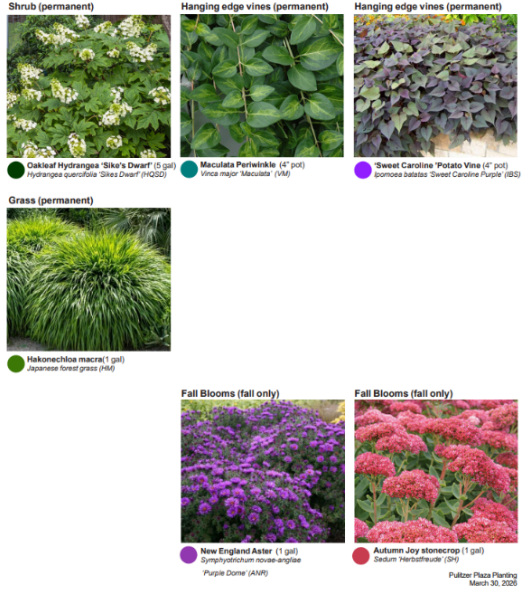 Shrub (permanent)
Hanging edge vines (permanent)
Hanging edge vines (permanent)
Oakleaf Hydrangea 'Sike's Dwarf' (5 gal)
Hydrangea quercifolia 'Sikes Dwarf' (HQSD)
Maculata Periwinkle (4" pot)
Vinca major 'Maculata' (VM)
'Sweet Caroline 'Potato Vine (4" pot)
Ipomoea batatas 'Sweet Caroline Purple' (IBS)
Grass (permanent)
Hakonechloa macra(1 gal)
Japanese forest grass (HM)
Fall Blooms (fall only)
Fall Blooms (fall only)
New England Aster (1 gal)
Symphyotrichum novae-angliae
'Purple Dome' (ANR)
Autumn Joy stonecrop (1 gal)
Sedum 'Herbstfreude' (SH)
Pulitzer Plaza Planting
March 30, 2026